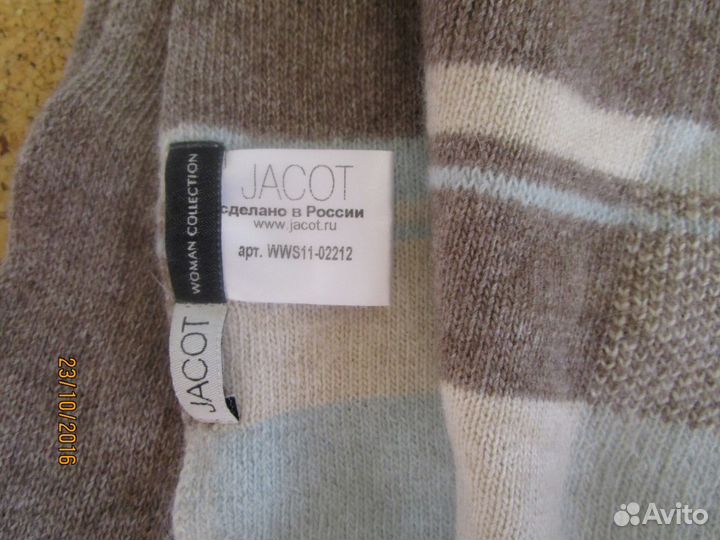 JACOT
сделано в России
www.jacot.ru
арт. WWS11-02212
WOMAN COLLECTION
JACOT
23/10/2016
Avito